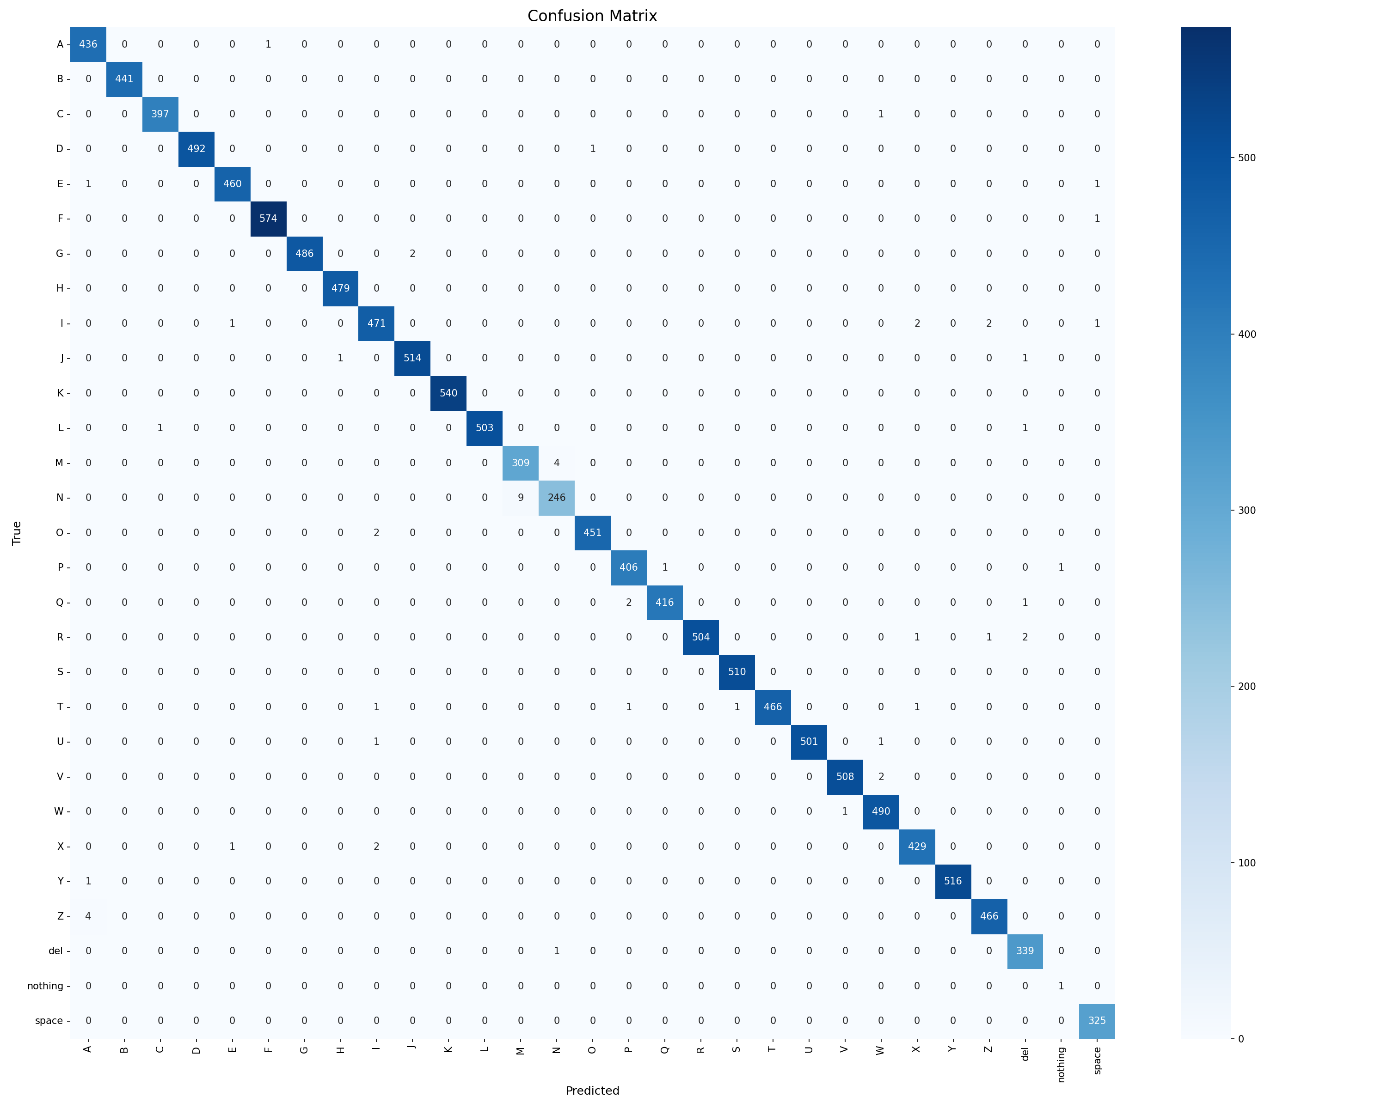 Confusion Matrix
A 436 0 0 0 0 1 0 0 0 0 0 0 0 0 0 0 0 0 0 0 0 0 0 0 0 0 0 0 0
B 0 441 0 0 0 0 0 0 0 0 0 0 0 0 0 0 0 0 0 0 0 0 0 0 0 0 0 0 0
C 0 0 397 0 0 0 0 0 0 0 0 0 0 0 0 0 0 0 0 0 0 0 1 0 0 0 0 0 0
D 0 0 0 492 0 0 0 0 0 0 0 0 0 0 1 0 0 0 0 0 0 0 0 0 0 0 0 0 0
E 1 0 0 0 460 0 0 0 0 0 0 0 0 0 0 0 0 0 0 0 0 0 0 0 0 0 0 0 1
F 0 0 0 0 0 574 0 0 0 0 0 0 0 0 0 0 0 0 0 0 0 0 0 0 0 0 0 0 1
G 0 0 0 0 0 0 486 0 0 2 0 0 0 0 0 0 0 0 0 0 0 0 0 0 0 0 0 0 0
H 0 0 0 0 0 0 0 479 0 0 0 0 0 0 0 0 0 0 0 0 0 0 0 0 0 0 0 0 0
I 0 0 0 0 1 0 0 0 471 0 0 0 0 0 0 0 0 0 0 0 0 0 0 2 0 2 0 0 1
J 0 0 0 0 0 0 0 1 0 514 0 0 0 0 0 0 0 0 0 0 0 0 0 0 0 0 1 0 0
K 0 0 0 0 0 0 0 0 0 0 540 0 0 0 0 0 0 0 0 0 0 0 0 0 0 0 0 0 0
L 0 0 1 0 0 0 0 0 0 0 0 503 0 0 0 0 0 0 0 0 0 0 0 0 0 0 1 0 0
M 0 0 0 0 0 0 0 0 0 0 0 0 309 4 0 0 0 0 0 0 0 0 0 0 0 0 0 0 0
N 0 0 0 0 0 0 0 0 0 0 0 0 9 246 0 0 0 0 0 0 0 0 0 0 0 0 0 0 0
O 0 0 0 0 0 0 0 0 2 0 0 0 0 0 451 0 0 0 0 0 0 0 0 0 0 0 0 0 0
P 0 0 0 0 0 0 0 0 0 0 0 0 0 0 0 406 1 0 0 0 0 0 0 0 0 0 0 1 0
Q 0 0 0 0 0 0 0 0 0 0 0 0 0 0 0 2 416 0 0 0 0 0 0 0 0 0 1 0 0
R 0 0 0 0 0 0 0 0 0 0 0 0 0 0 0 0 0 504 0 0 0 0 0 1 0 1 2 0 0
S 0 0 0 0 0 0 0 0 0 0 0 0 0 0 0 0 0 0 510 0 0 0 0 0 0 0 0 0 0
T 0 0 0 0 0 0 0 0 1 0 0 0 0 0 0 1 0 0 1 466 0 0 0 1 0 0 0 0 0
U 0 0 0 0 0 0 0 0 1 0 0 0 0 0 0 0 0 0 0 0 501 0 1 0 0 0 0 0 0
V 0 0 0 0 0 0 0 0 0 0 0 0 0 0 0 0 0 0 0 0 0 508 2 0 0 0 0 0 0
W 0 0 0 0 0 0 0 0 0 0 0 0 0 0 0 0 0 0 0 0 0 1 490 0 0 0 0 0 0
X 0 0 0 0 1 0 0 0 2 0 0 0 0 0 0 0 0 0 0 0 0 0 0 429 0 0 0 0 0
Y 1 0 0 0 0 0 0 0 0 0 0 0 0 0 0 0 0 0 0 0 0 0 0 0 516 0 0 0 0
Z 4 0 0 0 0 0 0 0 0 0 0 0 0 0 0 0 0 0 0 0 0 0 0 0 0 466 0 0 0
del 0 0 0 0 0 0 0 0 0 0 0 0 0 1 0 0 0 0 0 0 0 0 0 0 0 0 339 0 0
nothing 0 0 0 0 0 0 0 0 0 0 0 0 0 0 0 0 0 0 0 0 0 0 0 0 0 0 0 1 0
space 0 0 0 0 0 0 0 0 0 0 0 0 0 0 0 0 0 0 0 0 0 0 0 0 0 0 0 0 325
A B C D E F G H I J K L M N O P Q R S T U V W X Y Z del nothing space
Predicted
True
500
400
300
200
100
0